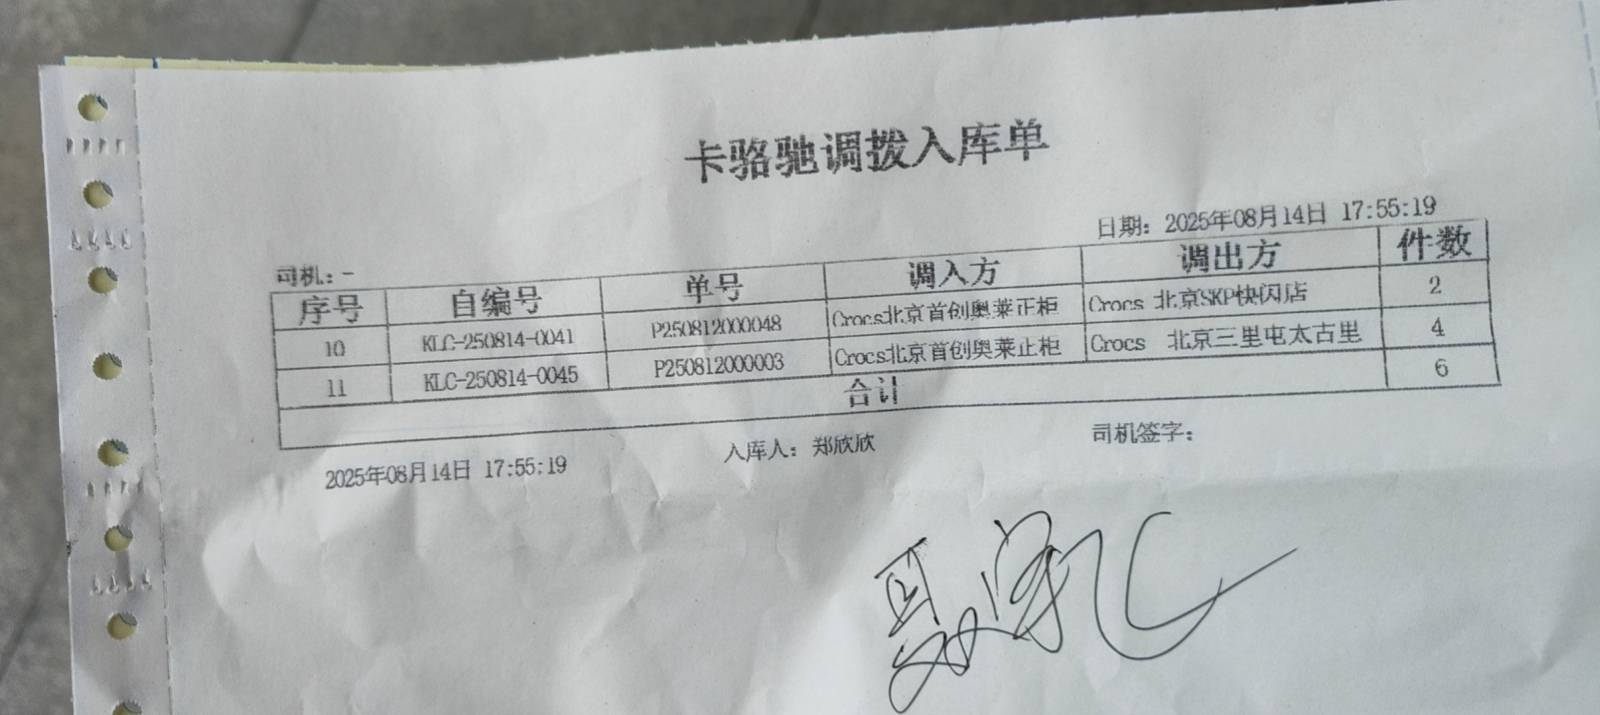 卡骆驰调拨入库单
日期：2025年08月14日 17:55:19
司机：-
序号 自编号 单号 调入方 调出方 件数
10 KLC-250814-0041 P250812000048 Crocs北京首创奥莱正柜 Crocs 北京SKP快闪店 2
11 KLC-250814-0045 P250812000003 Crocs北京首创奥莱正柜 Crocs 北京三里屯太古里 4
合计 6
2025年08月14日 17:55:19 入库人：郑欣欣 司机签字：